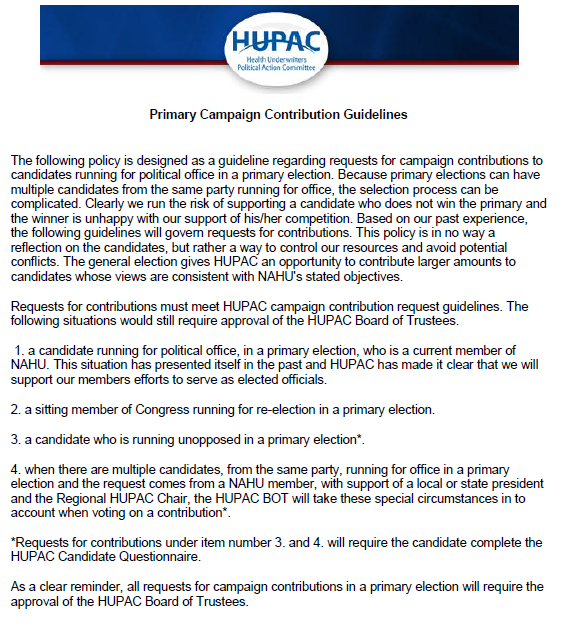 HUPAC
Health Underwriters
Political Action Committee
Primary Campaign Contribution Guidelines
The following policy is designed as a guideline regarding requests for campaign contributions to
candidates running for political office in a primary election. Because primary elections can have
multiple candidates from the same party running for office, the selection process can be
complicated. Clearly we run the risk of supporting a candidate who does not win the primary and
the winner is unhappy with our support of his/her competition. Based on our past experience,
the following guidelines will govern requests for contributions. This policy is in no way a
reflection on the candidates, but rather a way to control our resources and avoid potential
conflicts. The general election gives HUPAC an opportunity to contribute larger amounts to
candidates whose views are consistent with NAHU's stated objectives.
Requests for contributions must meet HUPAC campaign contribution request guidelines. The
following situations would still require approval of the HUPAC Board of Trustees.
1. a candidate running for political office, in a primary election, who is a current member of
NAHU. This situation has presented itself in the past and HUPAC has made it clear that we will
support our members efforts to serve as elected officials.
2. a sitting member of Congress running for re-election in a primary election.
3. a candidate who is running unopposed in a primary election*.
4. when there are multiple candidates, from the same party, running for office in a primary
election and the request comes from a NAHU member, with support of a local or state president
and the Regional HUPAC Chair, the HUPAC BOT will take these special circumstances in to
account when voting on a contribution*.
*Requests for contributions under item number 3. and 4. will require the candidate complete the
HUPAC Candidate Questionnaire.
As a clear reminder, all requests for campaign contributions in a primary election will require the
approval of the HUPAC Board of Trustees.